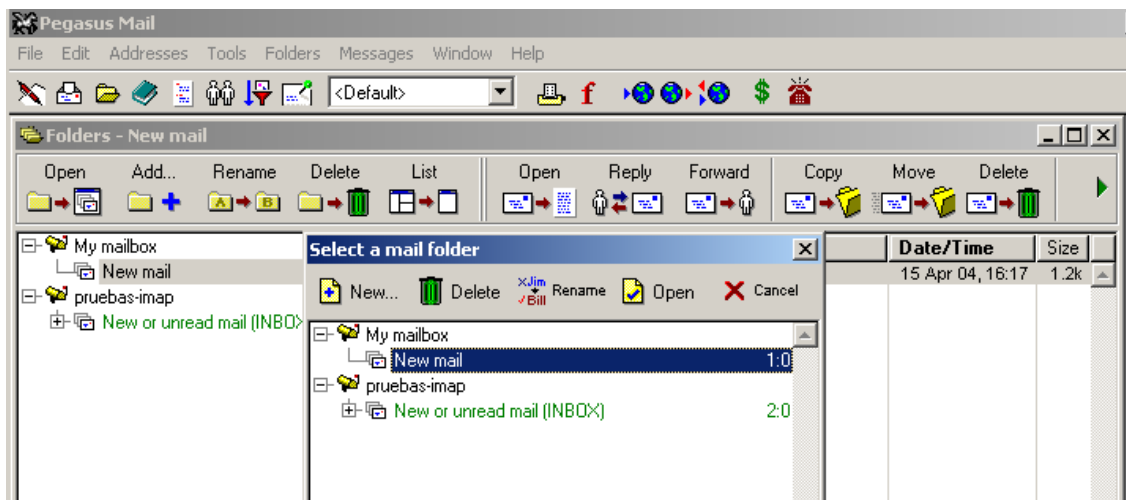 Pegasus Mail
File Edit Addresses Tools Folders Messages Window Help
<Default>
Folders - New mail
Open Add... Rename Delete List Open Reply Forward Copy Move Delete
A B
My mailbox
New mail
pruebas-imap
New or unread mail (INBOX
Select a mail folder
New... Delete XJim ✓Bill Rename Open Cancel
My mailbox
New mail 1:0
pruebas-imap
New or unread mail (INBOX) 2:0
Date/Time Size
15 Apr 04, 16:17 1.2k